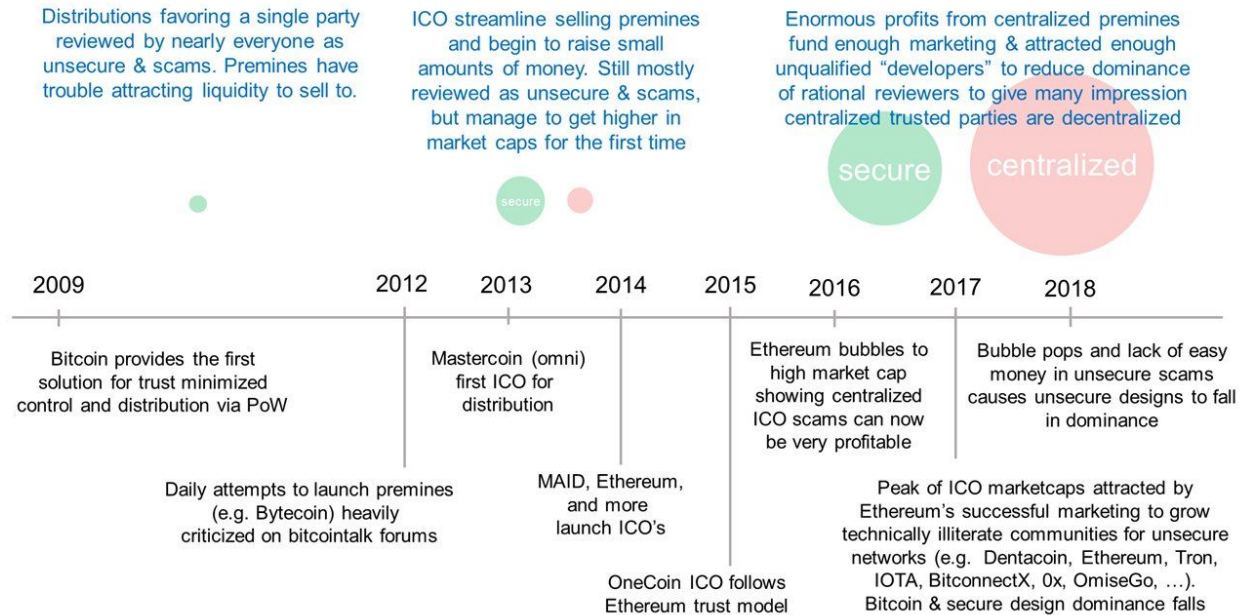 Distributions favoring a single party
reviewed by nearly everyone as
unsecure & scams. Premines have
trouble attracting liquidity to sell to.
ICO streamline selling premines
and begin to raise small
amounts of money. Still mostly
reviewed as unsecure & scams,
but manage to get higher in
market caps for the first time
Enormous profits from centralized premines
fund enough marketing & attracted enough
unqualified “developers” to reduce dominance
of rational reviewers to give many impression
centralized trusted parties are decentralized
secure
secure
centralized
2009
2012
2013
2014
2015
2016
2017
2018
Bitcoin provides the first
solution for trust minimized
control and distribution via PoW
Daily attempts to launch premines
(e.g. Bytecoin) heavily
criticized on bitcointalk forums
Mastercoin (omni)
first ICO for
distribution
MAID, Ethereum,
and more
launch ICO's
OneCoin ICO follows
Ethereum trust model
Ethereum bubbles to
high market cap
showing centralized
ICO scams can now
be very profitable
Peak of ICO marketcaps attracted by
Ethereum's successful marketing to grow
technically illiterate communities for unsecure
networks (e.g. Dentacoin, Ethereum, Tron,
IOTA, BitconnectX, 0x, OmiseGo, …).
Bitcoin & secure design dominance falls
Bubble pops and lack of easy
money in unsecure scams
causes unsecure designs to fall
in dominance